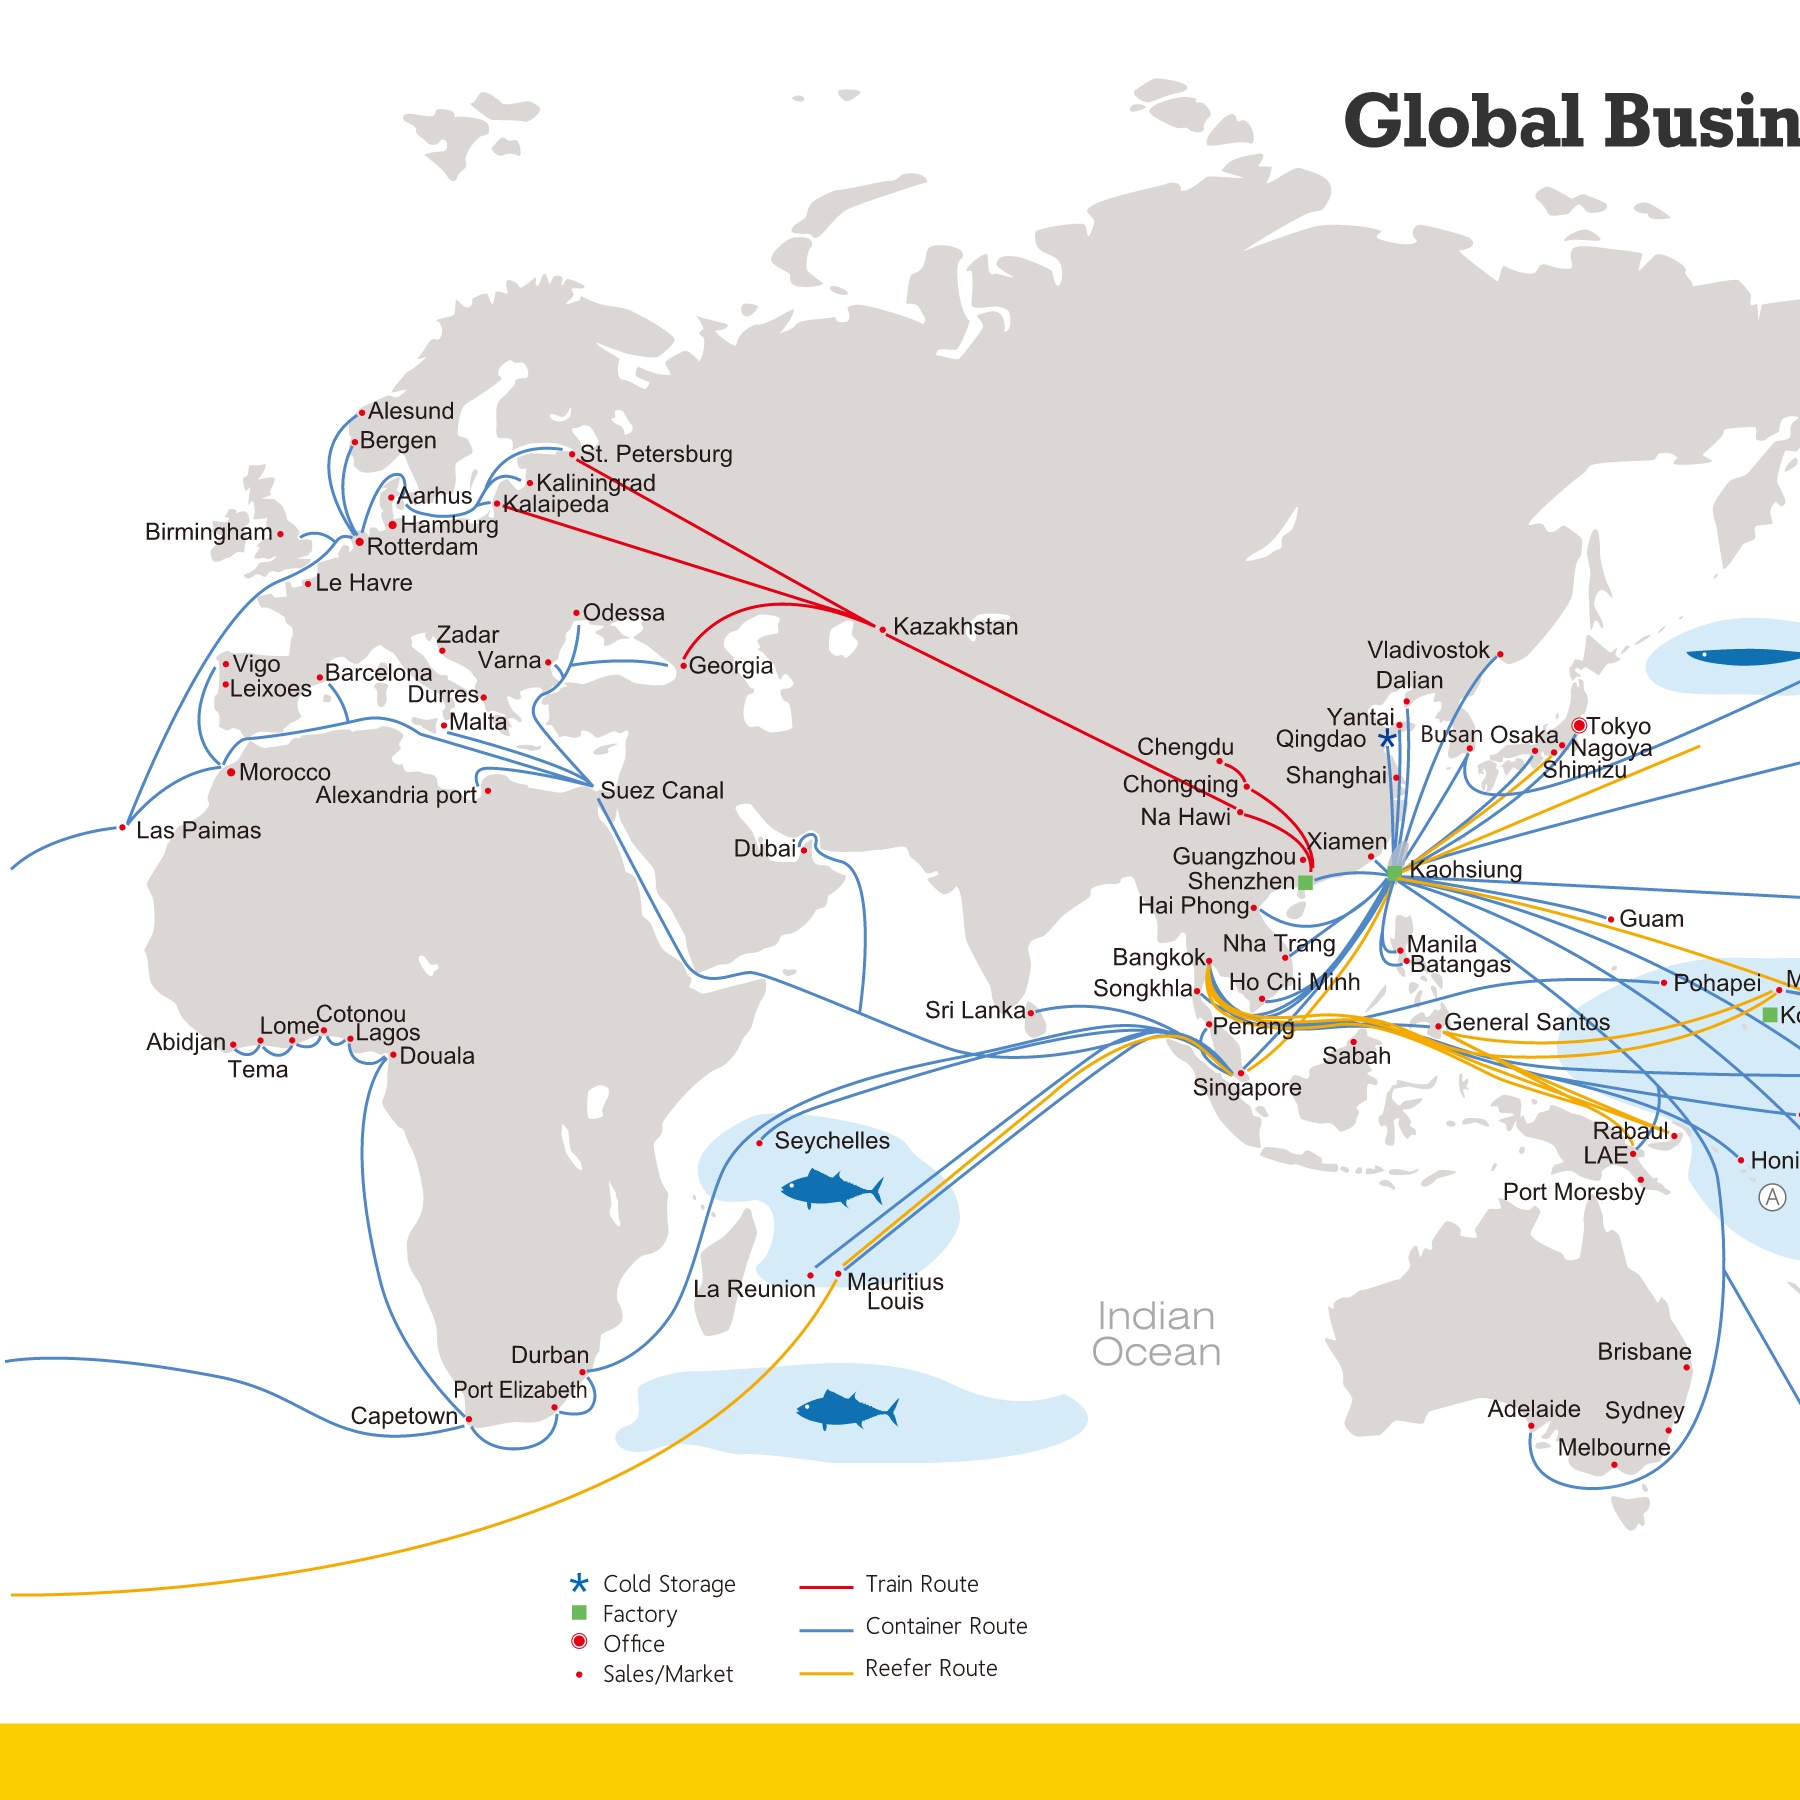 Global Busin
Alesund
Bergen
St. Petersburg
Kaliningrad
Aarhus
Kalaipeda
Hamburg
Birmingham
Rotterdam
Le Havre
Odessa
Kazakhstan
Zadar
Varna
Vigo
Georgia
Barcelona
Leixoes
Durres
Malta
Morocco
Suez Canal
Alexandria port
Las Paimas
Dubai
Vladivostok
Dalian
Yantai
Qingdao
Busan
Osaka
Tokyo
Nagoya
Shimizu
Chengdu
Shanghai
Chongqing
Na Hawi
Xiamen
Guangzhou
Kaohsiung
Shenzhen
Hai Phong
Guam
Nha Trang
Manila
Bangkok
Batangas
Songkhla
Ho Chi Minh
Pohapei
M
Sri Lanka
Penang
General Santos
Ko
Sabah
Singapore
Cotonou
Lome
Lagos
Abidjan
Douala
Tema
Seychelles
Rabaul
LAE
Honi
Port Moresby
A
La Reunion
Mauritius
Louis
Indian
Ocean
Durban
Port Elizabeth
Capetown
Brisbane
Adelaide
Sydney
Melbourne
Cold Storage
Factory
Office
Sales/Market
Train Route
Container Route
Reefer Route